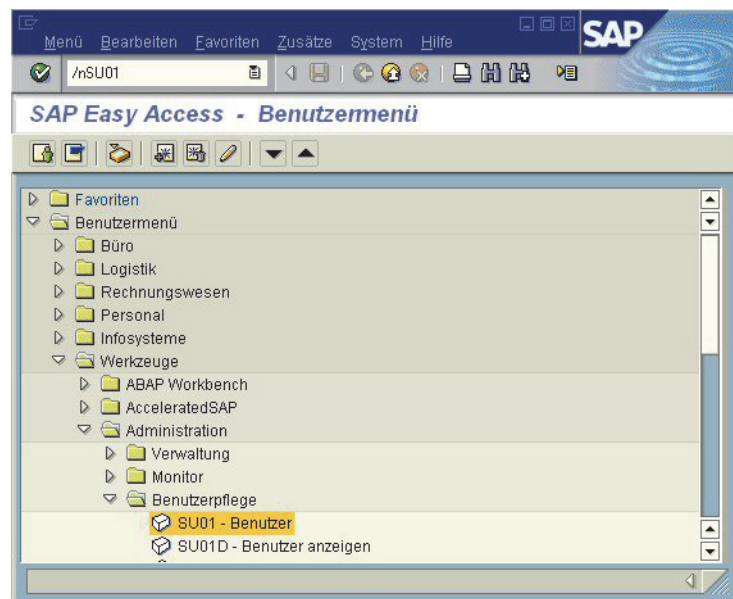 Menü Bearbeiten Favoriten Zusätze System Hilfe
SAP
/nSU01
SAP Easy Access - Benutzermenü
Favoriten
Benutzermenü
Büro
Logistik
Rechnungswesen
Personal
Infosysteme
Werkzeuge
ABAP Workbench
AcceleratedSAP
Administration
Verwaltung
Monitor
Benutzerpflege
SU01 - Benutzer
SU01D - Benutzer anzeigen